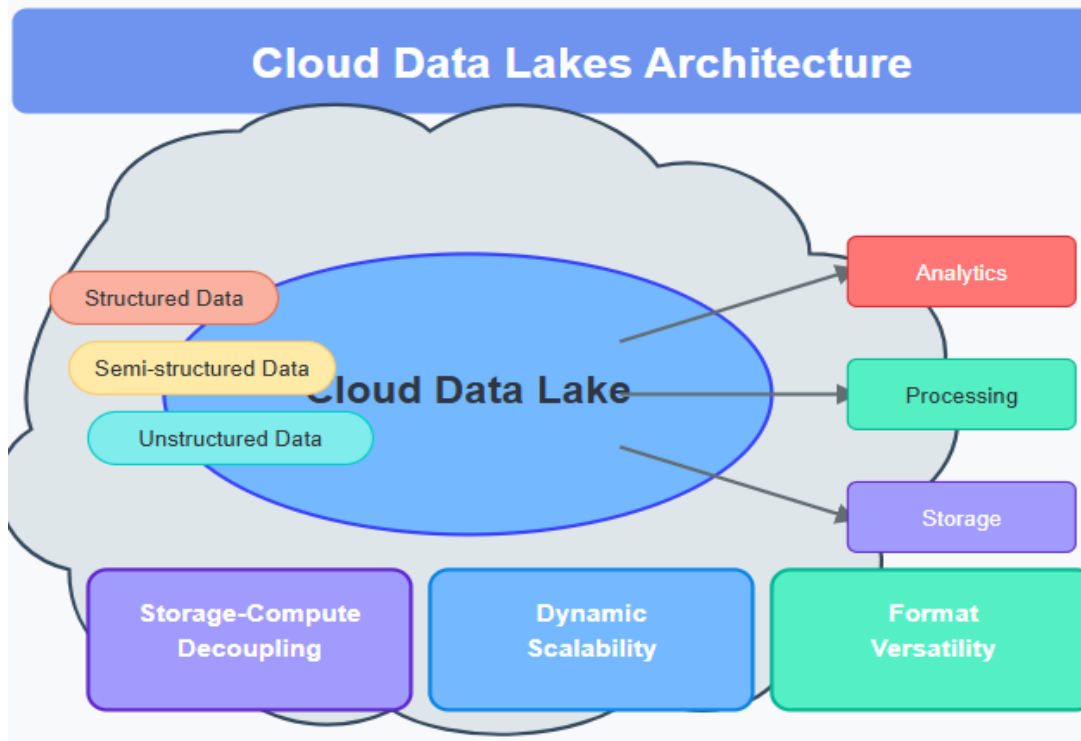 Cloud Data Lakes Architecture
Structured Data
Semi-structured Data
Unstructured Data
Cloud Data Lake
Analytics
Processing
Storage
Storage-Compute
Decoupling
Dynamic
Scalability
Format
Versatility